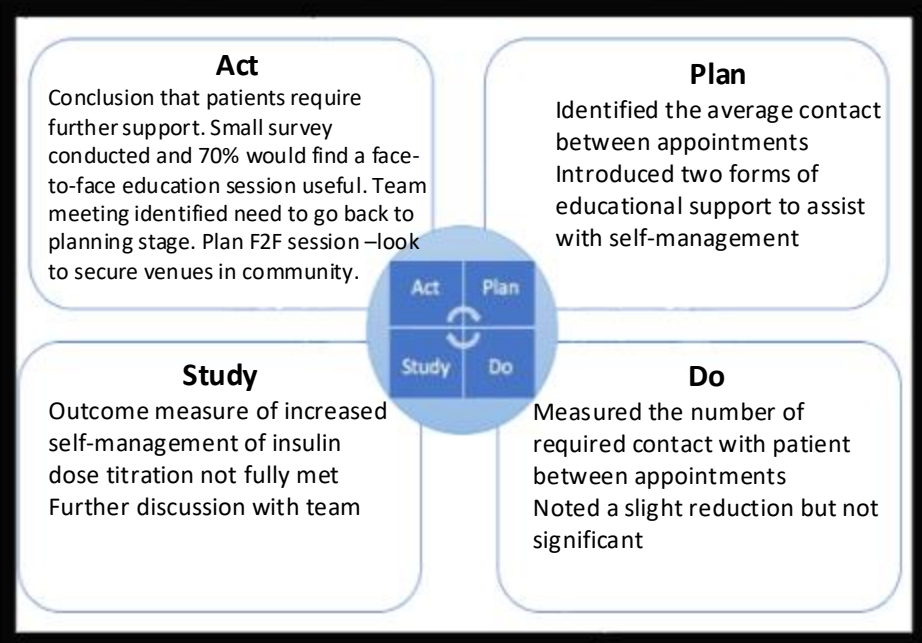 Act
Conclusion that patients require
further support. Small survey
conducted and 70% would find a face-
to-face education session useful. Team
meeting identified need to go back to
planning stage. Plan F2F session –look
to secure venues in community.
Plan
Identified the average contact
between appointments
Introduced two forms of
educational support to assist
with self-management
Act
Plan
Study
Do
Study
Outcome measure of increased
self-management of insulin
dose titration not fully met
Further discussion with team
Do
Measured the number of
required contact with patient
between appointments
Noted a slight reduction but not
significant